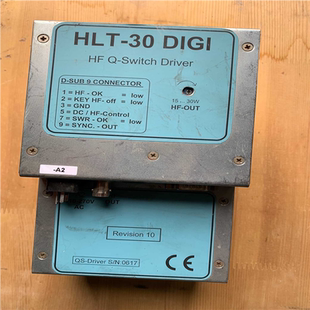 HLT-30 DIGI
HF Q-Switch Driver
D-SUB 9 CONNECTOR
1 = HF - OK = low
2 = KEY HF- off = low
3 = GND
5 = DC / HF-Control
7 = SWR - OK = low
9 = SYNC. - OUT
15 30W
HF-OUT
-A2
Revision 10
QS-Driver S/N 0617
CE